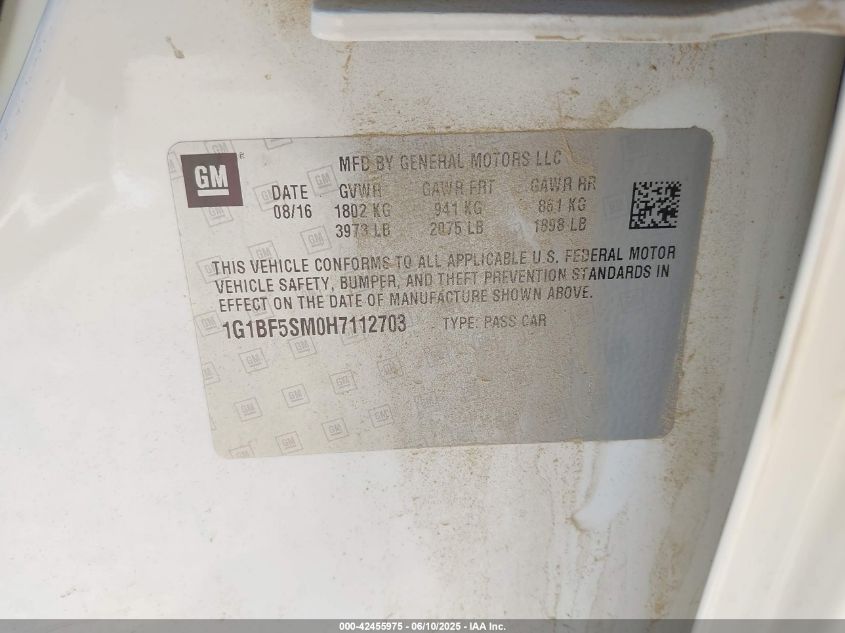 GM
MFD BY GENERAL MOTORS LLC
DATE GVWR GAWR FRT GAWR RR
08/16 1802 KG 941 KG 861 KG
3973 LB 2075 LB 1898 LB
THIS VEHICLE CONFORMS TO ALL APPLICABLE U.S. FEDERAL MOTOR
VEHICLE SAFETY, BUMPER, AND THEFT PREVENTION STANDARDS IN
EFFECT ON THE DATE OF MANUFACTURE SHOWN ABOVE.
1G1BF5SM0H7112703 TYPE: PASS CAR
000-42455975 - 06/10/2025 - IAA Inc.